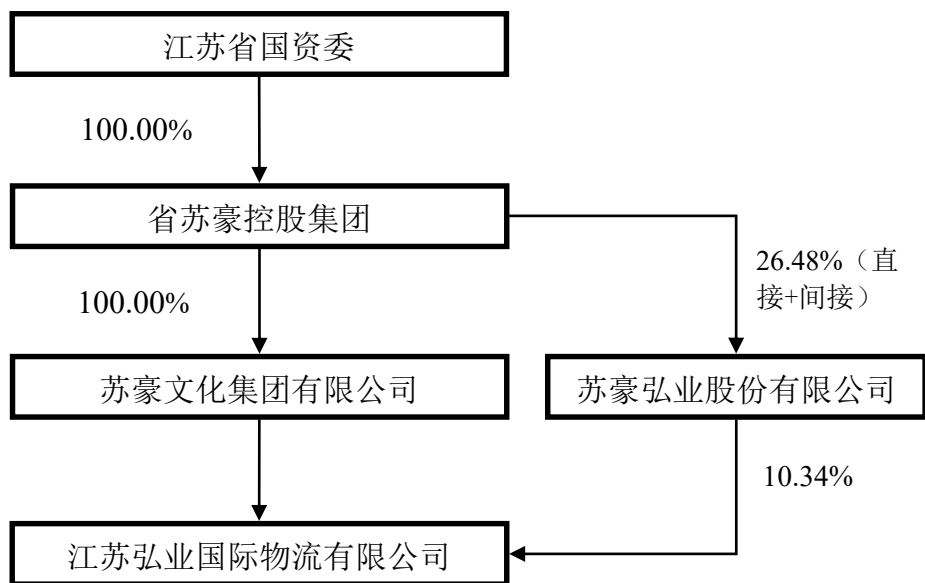 江苏省国资委
100.00%
省苏豪控股集团
26.48%（直
接+间接）
100.00%
苏豪文化集团有限公司
苏豪弘业股份有限公司
10.34%
江苏弘业国际物流有限公司